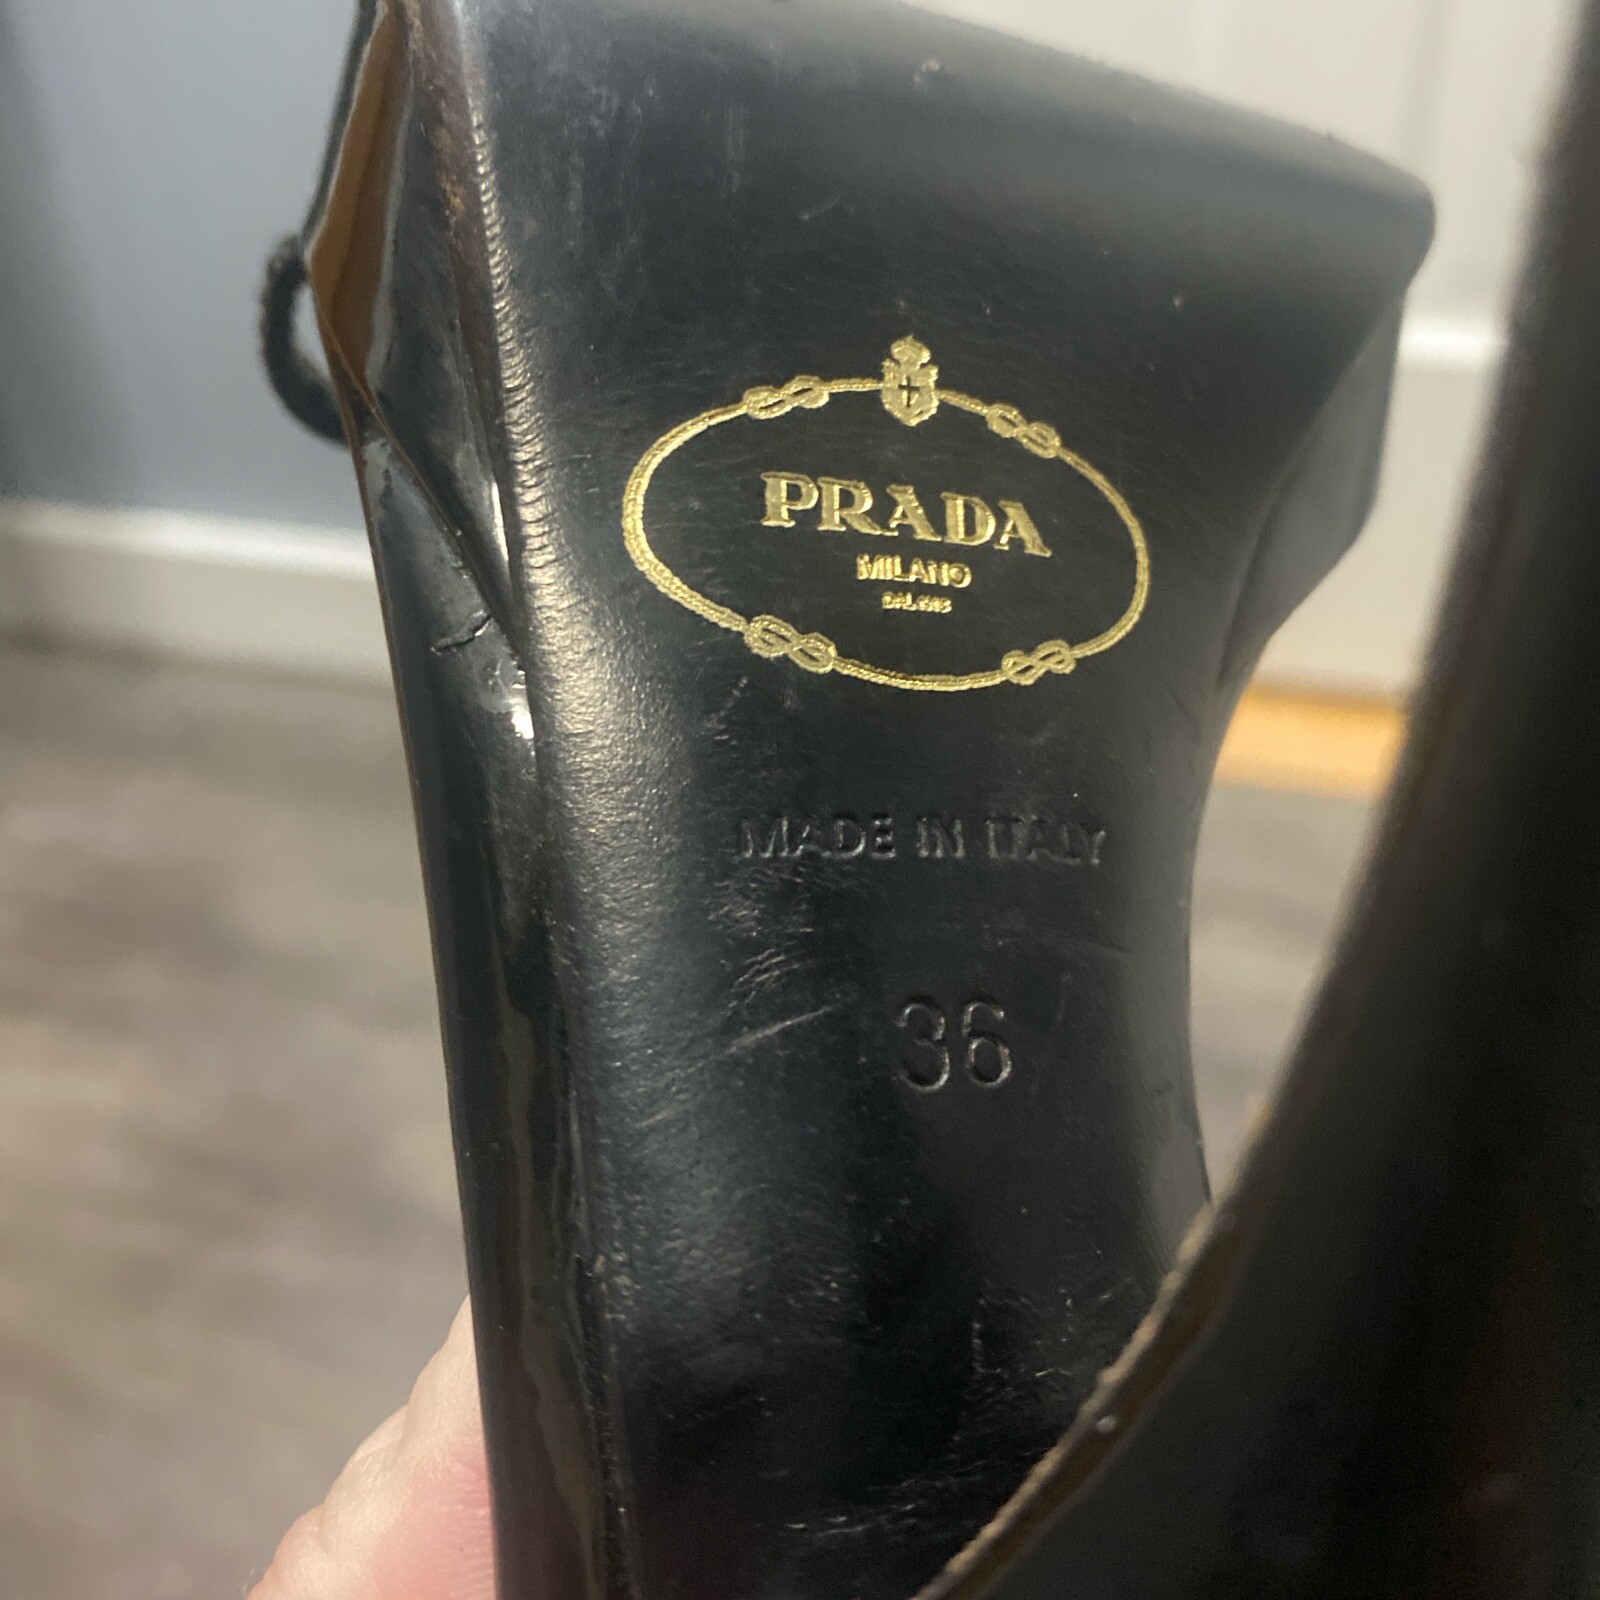 PRADA
MILANO
DAL 1913
MADE IN ITALY
36